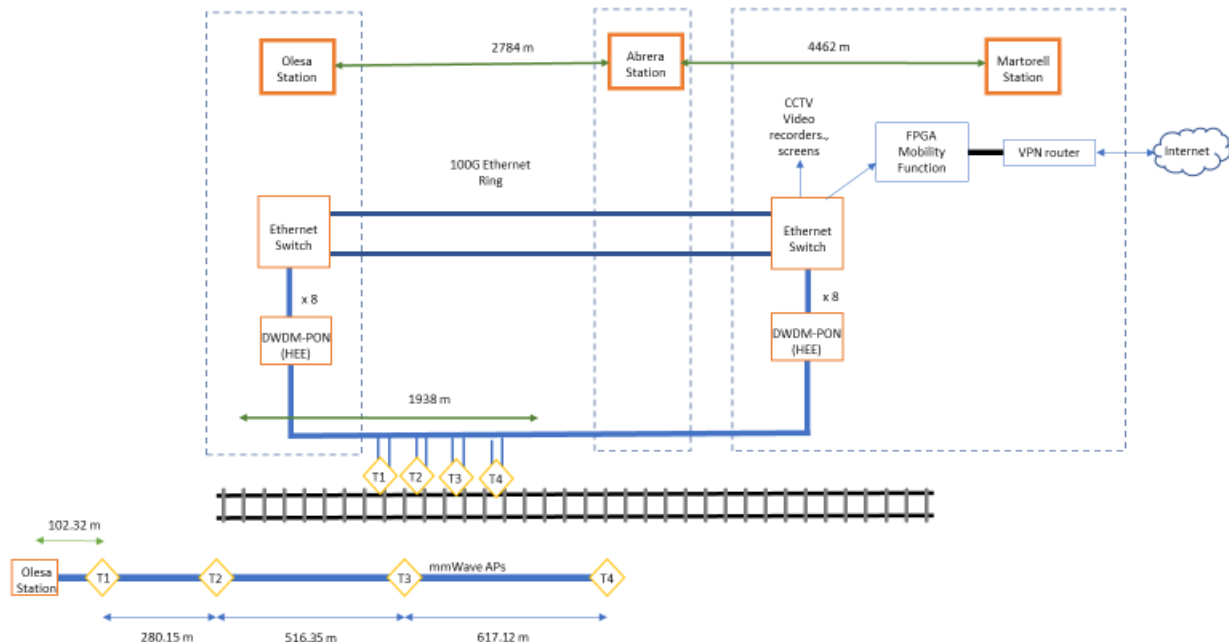 2784 m
4462 m
Olesa
Station
Abrera
Station
Martorell
Station
CCTV
Video
recorders.,
screens
FPGA
Mobility
Function
VPN router
Internet
100G Ethernet
Ring
Ethernet
Switch
Ethernet
Switch
x 8
x 8
DWDM-PON
(HEE)
DWDM-PON
(HEE)
1938 m
T1
T2
T3
T4
102.32 m
Olesa
Station
T1
T2
T3
mmWave APs
T4
280.15 m
516.35 m
617.12 m